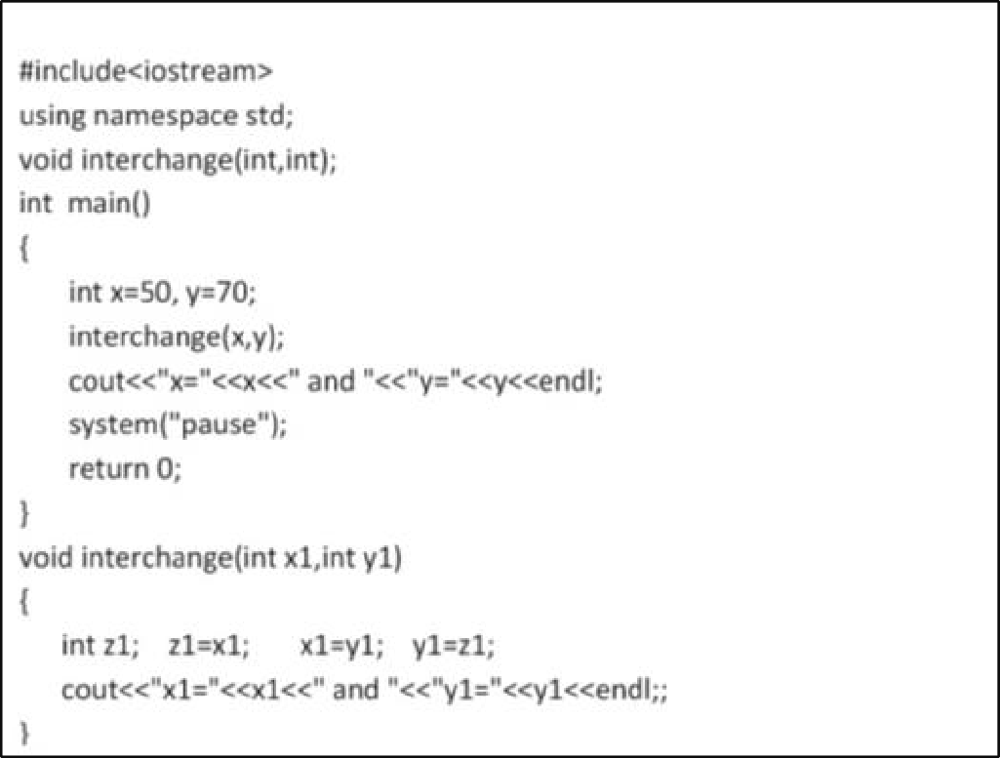 #include<iostream>
using namespace std;
void interchange(int,int);
int  main()
{
int x=50, y=70;
interchange(x,y);
cout<<"x="<<x<<" and "<<"y="<<y<<endl;
system("pause");
return 0;
}
void interchange(int x1,int y1)
{
int z1;   z1=x1;      x1=y1;   y1=z1;
cout<<"x1="<<x1<<" and "<<"y1="<<y1<<endl;;
}